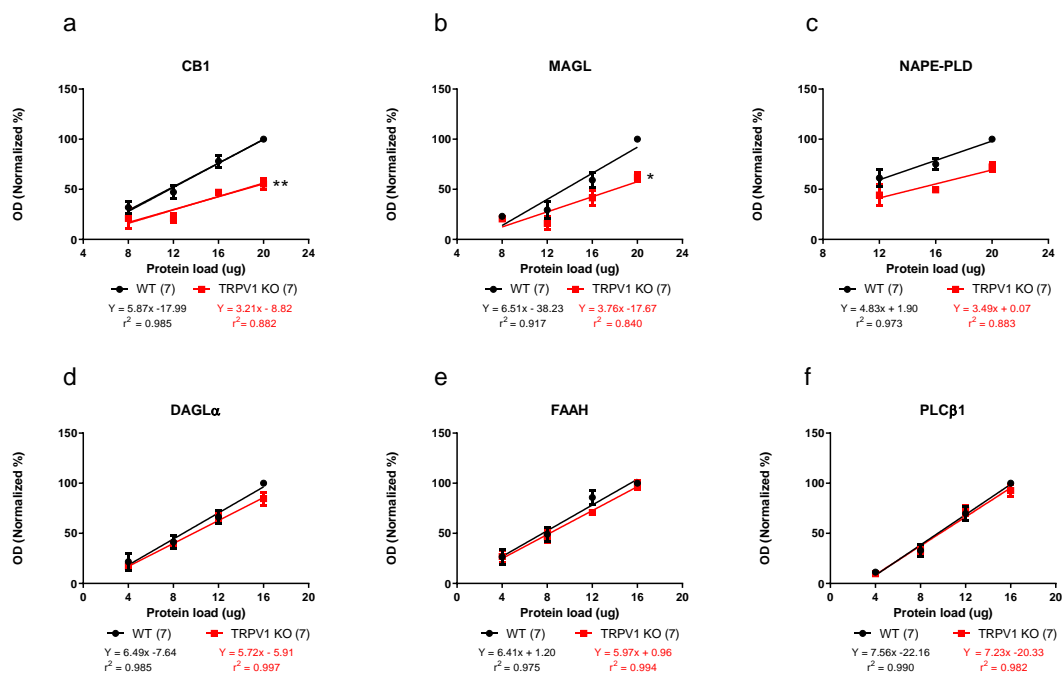 a
CB1
OD (Normalized %)
150
100
50
0
4 8 12 16 20 24
**
Protein load (ug)
WT (7) TRPV1 KO (7)
Y = 5.87x -17.99 Y = 3.21x - 8.82
r² = 0.985 r² = 0.882
b
MAGL
OD (Normalized %)
150
100
50
0
4 8 12 16 20 24
*
Protein load (ug)
WT (7) TRPV1 KO (7)
Y = 6.51x - 38.23 Y = 3.76x -17.67
r² = 0.917 r² = 0.840
c
NAPE-PLD
OD (Normalized %)
150
100
50
0
8 12 16 20 24
Protein load (ug)
WT (7) TRPV1 KO (7)
Y = 4.83x + 1.90 Y = 3.49x + 0.07
r² = 0.973 r² = 0.883
d
DAGLα
OD (Normalized %)
150
100
50
0
0 4 8 12 16 20
Protein load (ug)
WT (7) TRPV1 KO (7)
Y = 6.49x -7.64 Y = 5.72x - 5.91
r² = 0.985 r² = 0.997
e
FAAH
OD (Normalized %)
150
100
50
0
0 4 8 12 16 20
Protein load (ug)
WT (7) TRPV1 KO (7)
Y = 6.41x + 1.20 Y = 5.97x + 0.96
r² = 0.975 r² = 0.994
f
PLCβ1
OD (Normalized %)
150
100
50
0
0 4 8 12 16 20
Protein load (ug)
WT (7) TRPV1 KO (7)
Y = 7.56x -22.16 Y = 7.23x -20.33
r² = 0.990 r² = 0.982